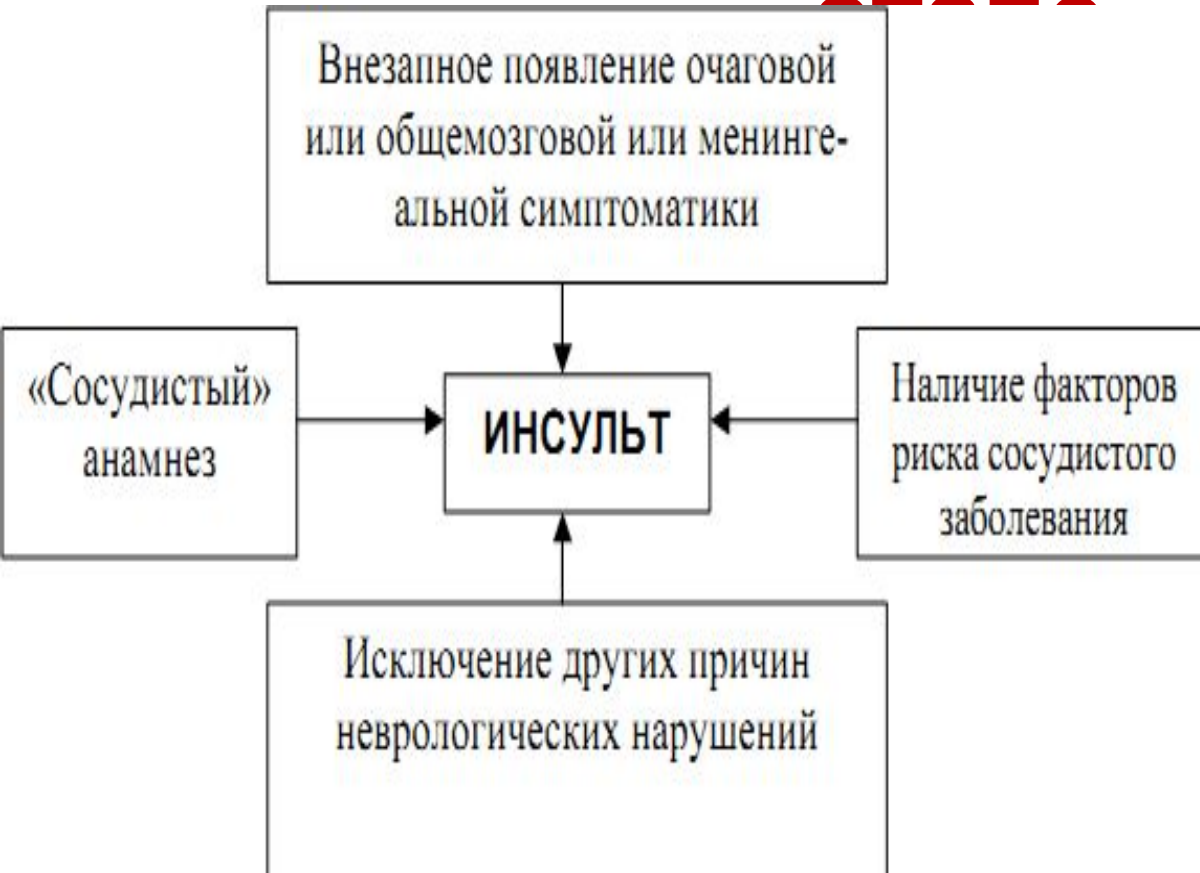 Внезапное появление очаговой
или общемозговой или менинге-
альной симптоматики
«Сосудистый»
анамнез
ИНСУЛЬТ
Наличие факторов
риска сосудистого
заболевания
Исключение других причин
неврологических нарушений